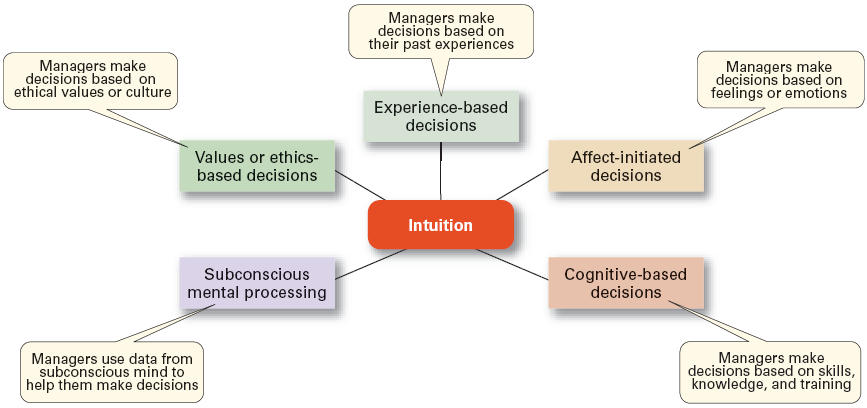 Managers make
decisions based on
their past experiences
Managers make
decisions based on
ethical values or culture
Managers make
decisions based on
feelings or emotions
Experience-based
decisions
Values or ethics-
based decisions
Affect-initiated
decisions
Intuition
Subconscious
mental processing
Cognitive-based
decisions
Managers use data from
subconscious mind to
help them make decisions
Managers make
decisions based on skills,
knowledge, and training